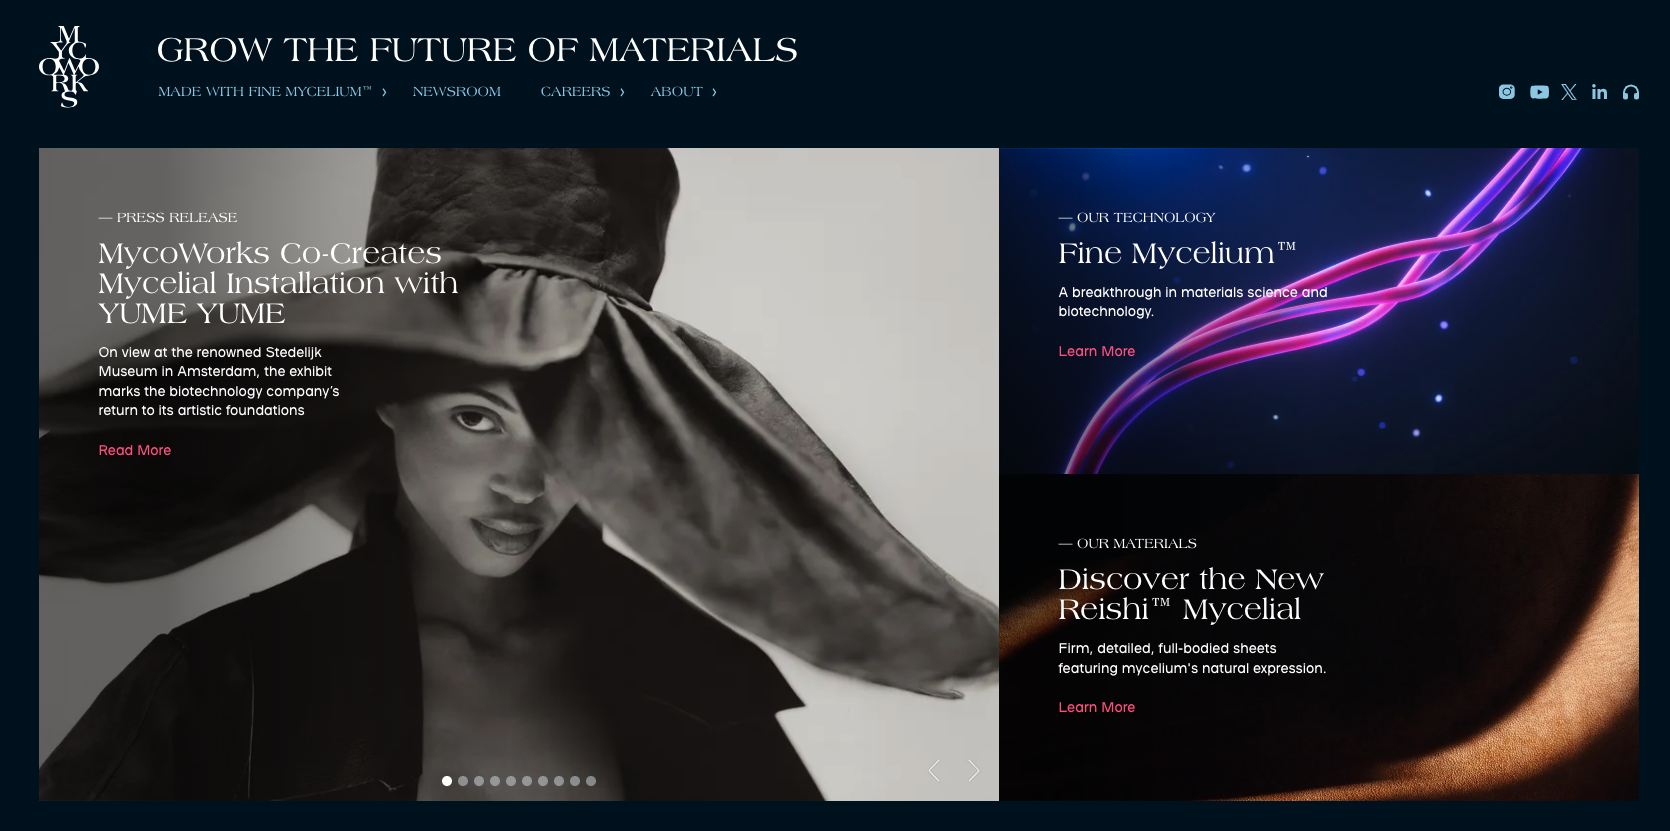 M
YC
OWO
RK
S
GROW THE FUTURE OF MATERIALS
MADE WITH FINE MYCELIUM™ NEWSROOM CAREERS ABOUT
— PRESS RELEASE
MycoWorks Co-Creates
Mycelial Installation with
YUME YUME
On view at the renowned Stedelijk
Museum in Amsterdam, the exhibit
marks the biotechnology company’s
return to its artistic foundations
Read More
— OUR TECHNOLOGY
Fine Mycelium™
A breakthrough in materials science and
biotechnology.
Learn More
— OUR MATERIALS
Discover the New
Reishi™ Mycelial
Firm, detailed, full-bodied sheets
featuring mycelium's natural expression.
Learn More